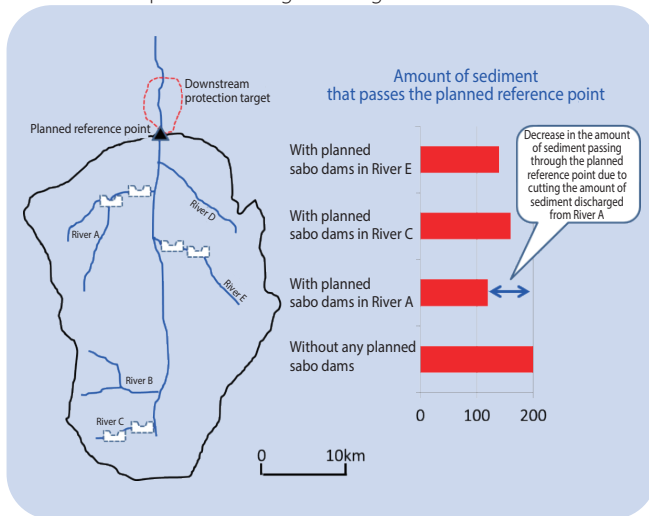 Downstream
protection target
Planned reference point
River A
River D
River E
River B
River C
0 10km
Amount of sediment
that passes the planned reference point
With planned
sabo dams in River E
With planned
sabo dams in River C
With planned
sabo dams in River A
Without any planned
sabo dams
0 100 200
Decrease in the amount
of sediment passing
through the planned
reference point due to
cutting the amount of
sediment discharged
from River A